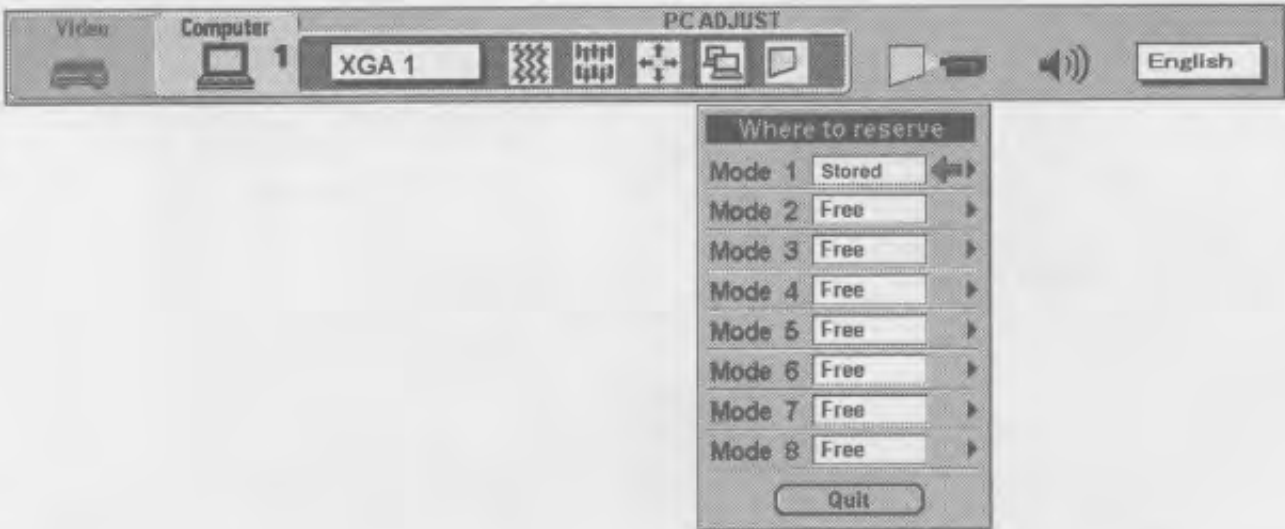 Video
Computer
1
PC ADJUST
XGA 1
English
Where to reserve
Mode 1 Stored
Mode 2 Free
Mode 3 Free
Mode 4 Free
Mode 5 Free
Mode 6 Free
Mode 7 Free
Mode 8 Free
Quit